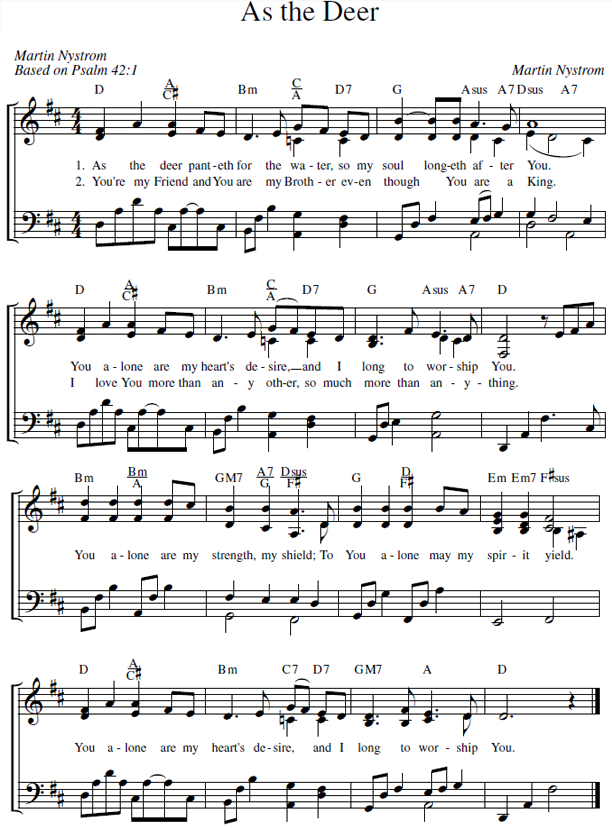 As the Deer
Martin Nystrom
Based on Psalm 42:1
Martin Nystrom
D A/C# Bm C/A D7 G Asus A7 Dsus A7
1. As the deer pant-eth for the wa-ter, so my soul long-eth af-ter You.
2. You're my Friend and You are my Broth-er ev-en though You are a King.
D A/C# Bm C/A D7 G Asus A7 D
You a-lone are my heart's de-sire, and I long to wor-ship You.
I love You more than an-y oth-er, so much more than an-y-thing.
Bm Bm/A GM7 A7/G Dsus/F# G D/F# Em Em7 F#sus
You a-lone are my strength, my shield; To You a-lone may my spir-it yield.
D A/C# Bm C7 D7 GM7 A D
You a-lone are my heart's de-sire, and I long to wor-ship You.